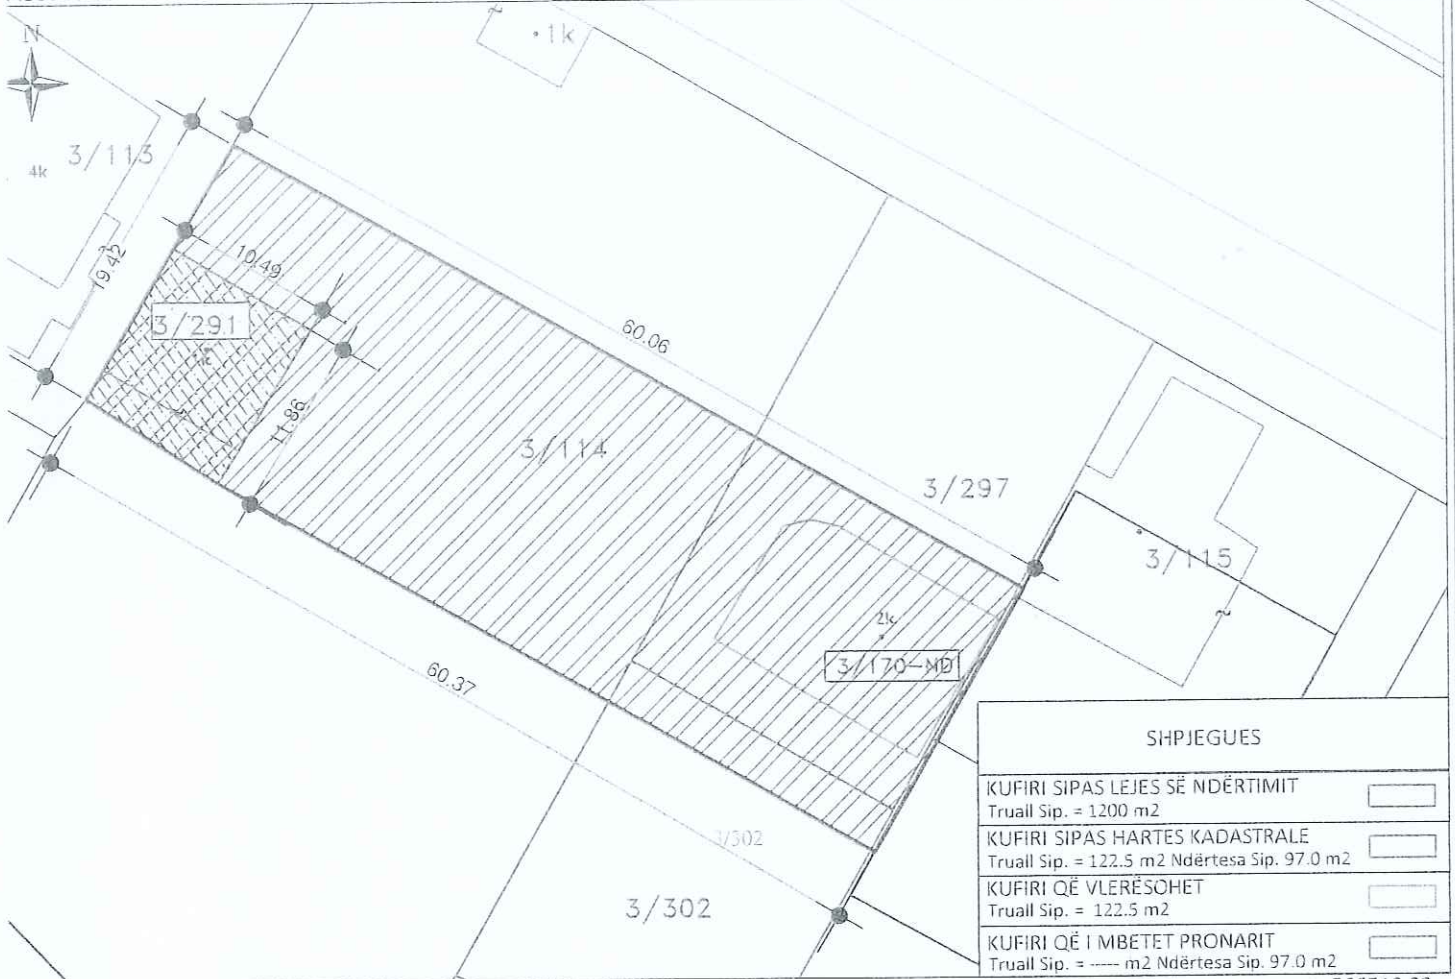 N
1k
3/113
4k
19.42
10.49
3/291
60.06
11.86
3/114
3/297
3/115
2k
3/170-ND
60.37
3/302
3/302
SHPJEGUES
KUFIRI SIPAS LEJES SË NDËRTIMIT
Truall Sip. = 1200 m2
KUFIRI SIPAS HARTES KADASTRALE
Truall Sip. = 122.5 m2 Ndërtesa Sip. 97.0 m2
KUFIRI QË VLERËSOHET
Truall Sip. = 122.5 m2
KUFIRI QË I MBETET PRONARIT
Truall Sip. = ----- m2 Ndërtesa Sip. 97.0 m2